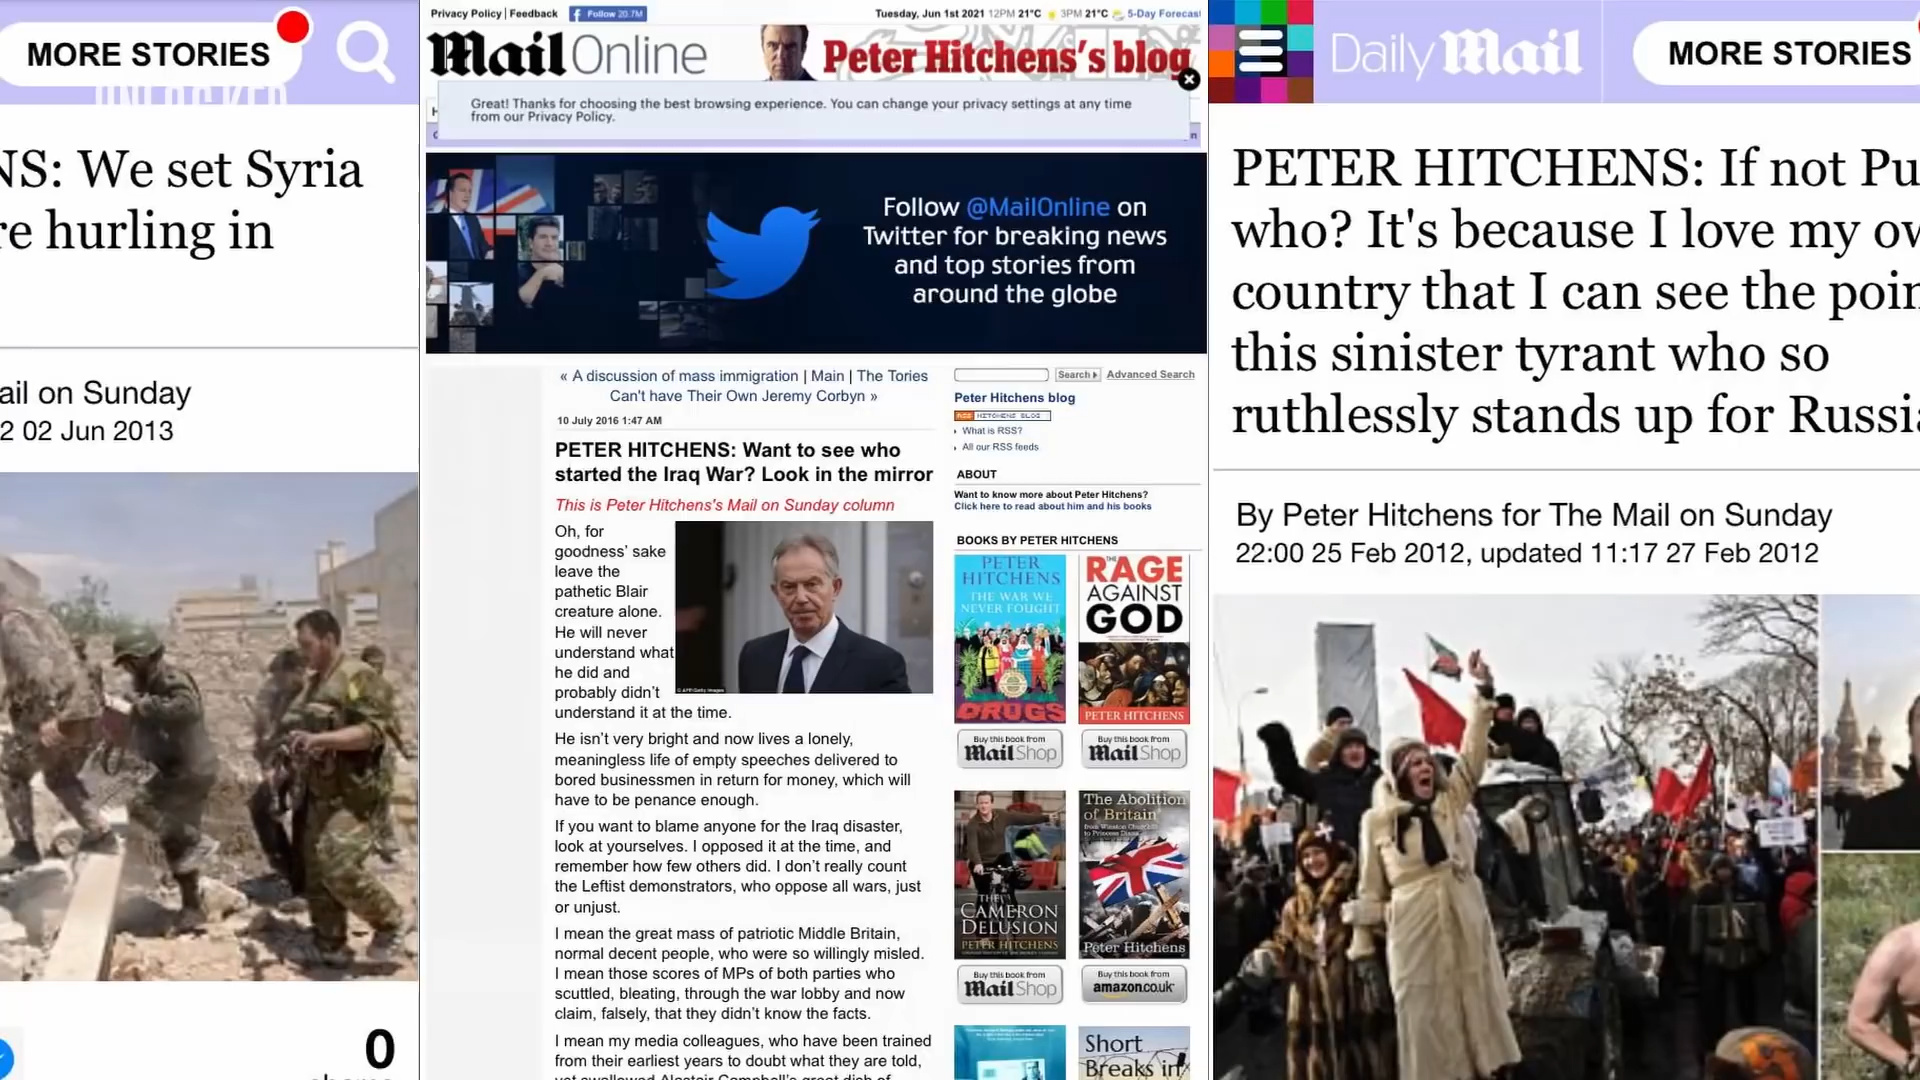 MORE STORIES
UNLOCKED
NS: We set Syria
re hurling in
ail on Sunday
2 02 Jun 2013
0
Privacy Policy | Feedback
Follow 20.7M
Tuesday, Jun 1st 2021 12PM 21°C 3PM 21°C 5-Day Forecast
Mail Online
Peter Hitchens's blog
Great! Thanks for choosing the best browsing experience. You can change your privacy settings at any time
from our Privacy Policy.
Follow @MailOnline on
Twitter for breaking news
and top stories from
around the globe
« A discussion of mass immigration | Main | The Tories
Can't have Their Own Jeremy Corbyn »
10 July 2016 1:47 AM
PETER HITCHENS: Want to see who
started the Iraq War? Look in the mirror
This is Peter Hitchens's Mail on Sunday column
Oh, for
goodness' sake
leave the
pathetic Blair
creature alone.
He will never
understand what
he did and
probably didn't
understand it at the time.
He isn't very bright and now lives a lonely,
meaningless life of empty speeches delivered to
bored businessmen in return for money, which will
have to be penance enough.
If you want to blame anyone for the Iraq disaster,
look at yourselves. I opposed it at the time, and
remember how few others did. I don't really count
the Leftist demonstrators, who oppose all wars, just
or unjust.
I mean the great mass of patriotic Middle Britain,
normal decent people, who were so willingly misled.
I mean those scores of MPs of both parties who
scuttled, bleating, through the war lobby and now
claim, falsely, that they didn't know the facts.
I mean my media colleagues, who have been trained
from their earliest years to doubt what they are told,
yet swallowed Alastair Campbell's great dish of
Search Advanced Search
Peter Hitchens blog
RSS HITCHENS BLOG
What is RSS?
All our RSS feeds
ABOUT
Want to know more about Peter Hitchens?
Click here to read about him and his books
BOOKS BY PETER HITCHENS
PETER
HITCHENS
THE WAR WE
NEVER FOUGHT
DRUGS
THE
RAGE
AGAINST
GOD
PETER HITCHENS
Buy this book from
Mail Shop
Buy this book from
Mail Shop
THE
CAMERON
DELUSION
PETER HITCHENS
The Abolition
of Britain
from Winston Churchill
to Princess Diana
Peter Hitchens
Buy this book from
Mail Shop
Buy this book from
amazon.co.uk
Short
Breaks in
Daily Mail
MORE STORIES
PETER HITCHENS: If not Pu
who? It's because I love my ow
country that I can see the poin
this sinister tyrant who so
ruthlessly stands up for Russia
By Peter Hitchens for The Mail on Sunday
22:00 25 Feb 2012, updated 11:17 27 Feb 2012